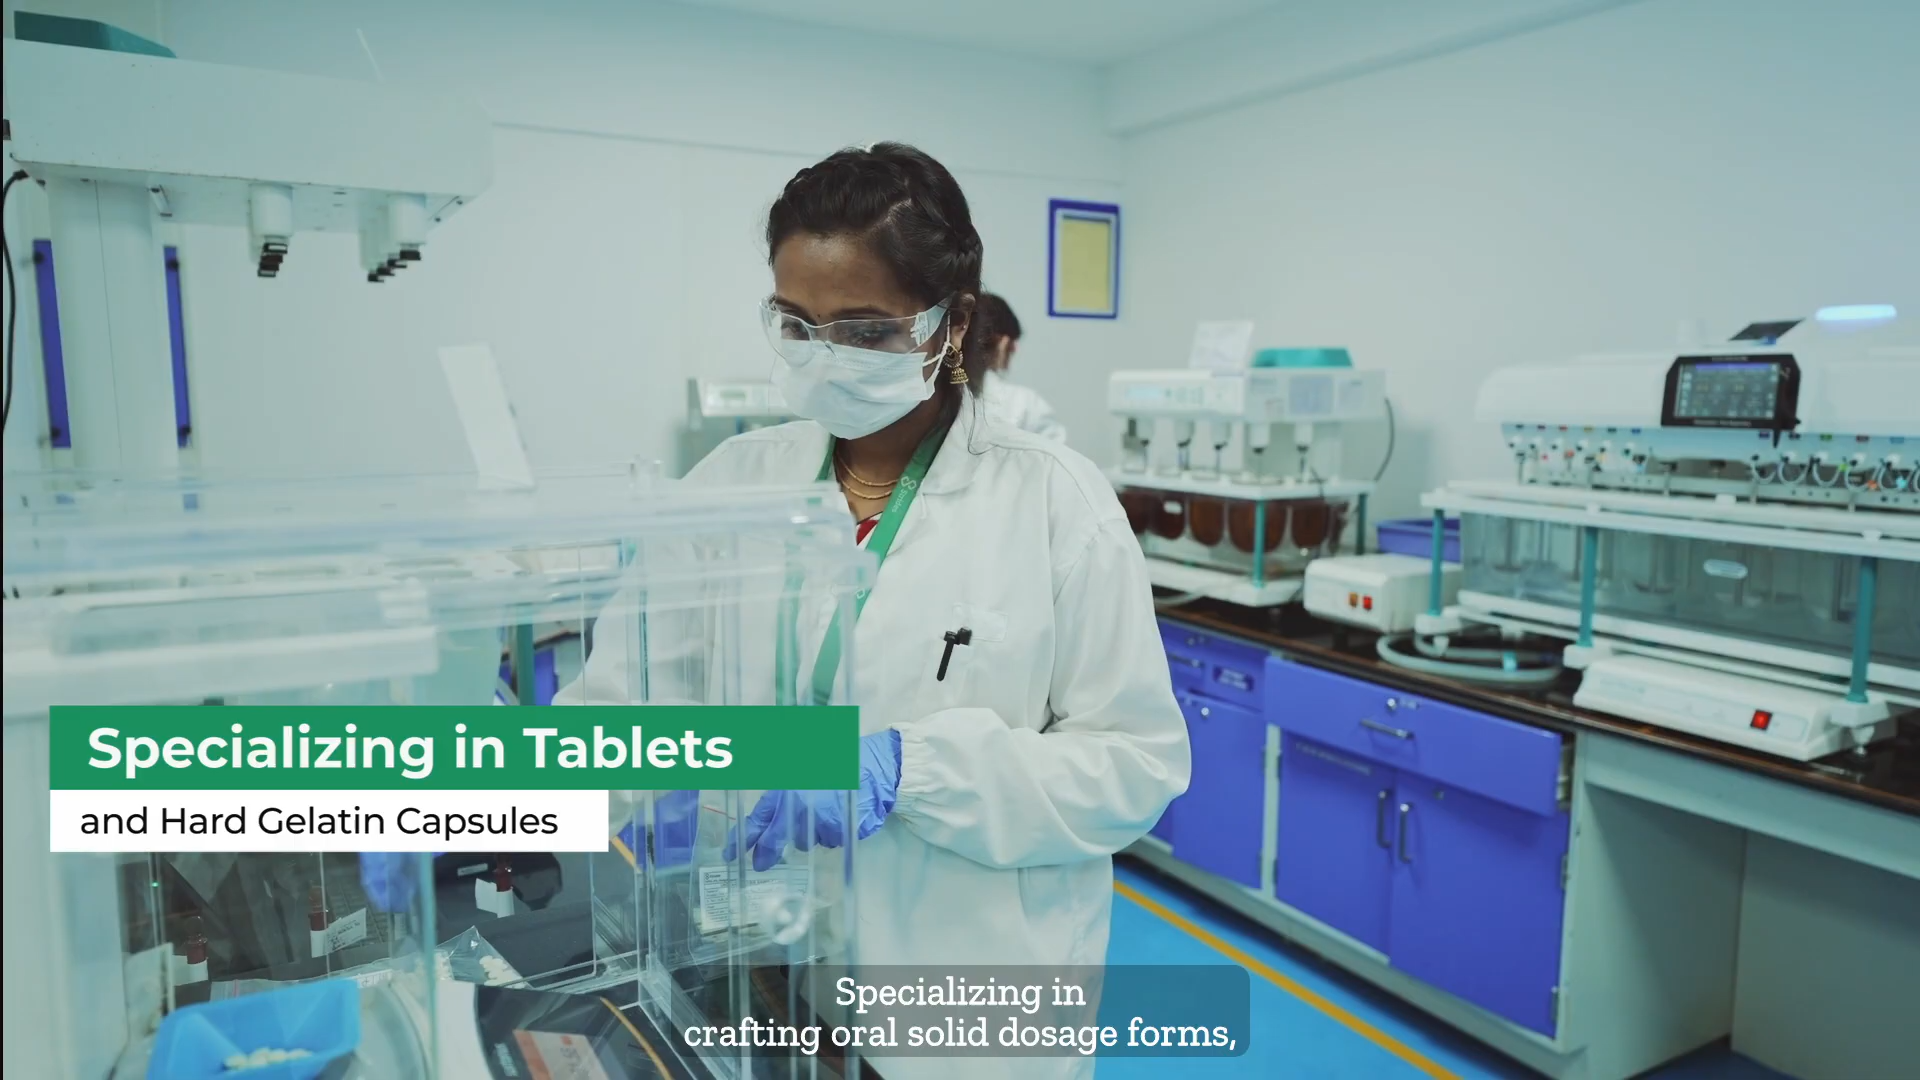 Specializing in Tablets
and Hard Gelatin Capsules
Specializing in
crafting oral solid dosage forms,